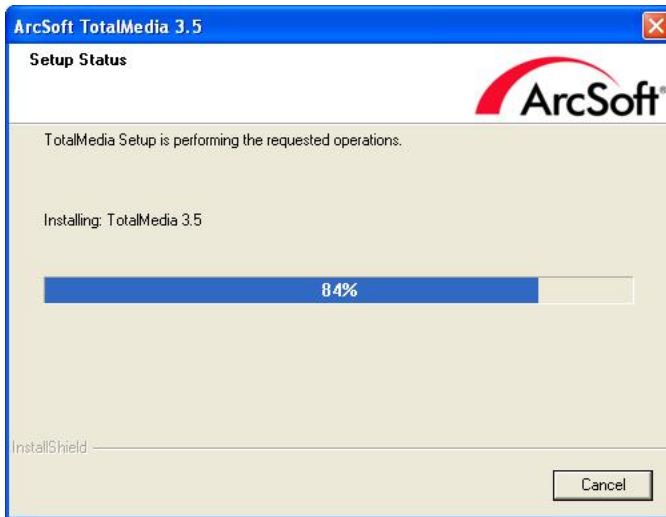 ArcSoft TotalMedia 3.5
Setup Status
ArcSoft®
TotalMedia Setup is performing the requested operations.
Installing: TotalMedia 3.5
84%
InstallShield
Cancel